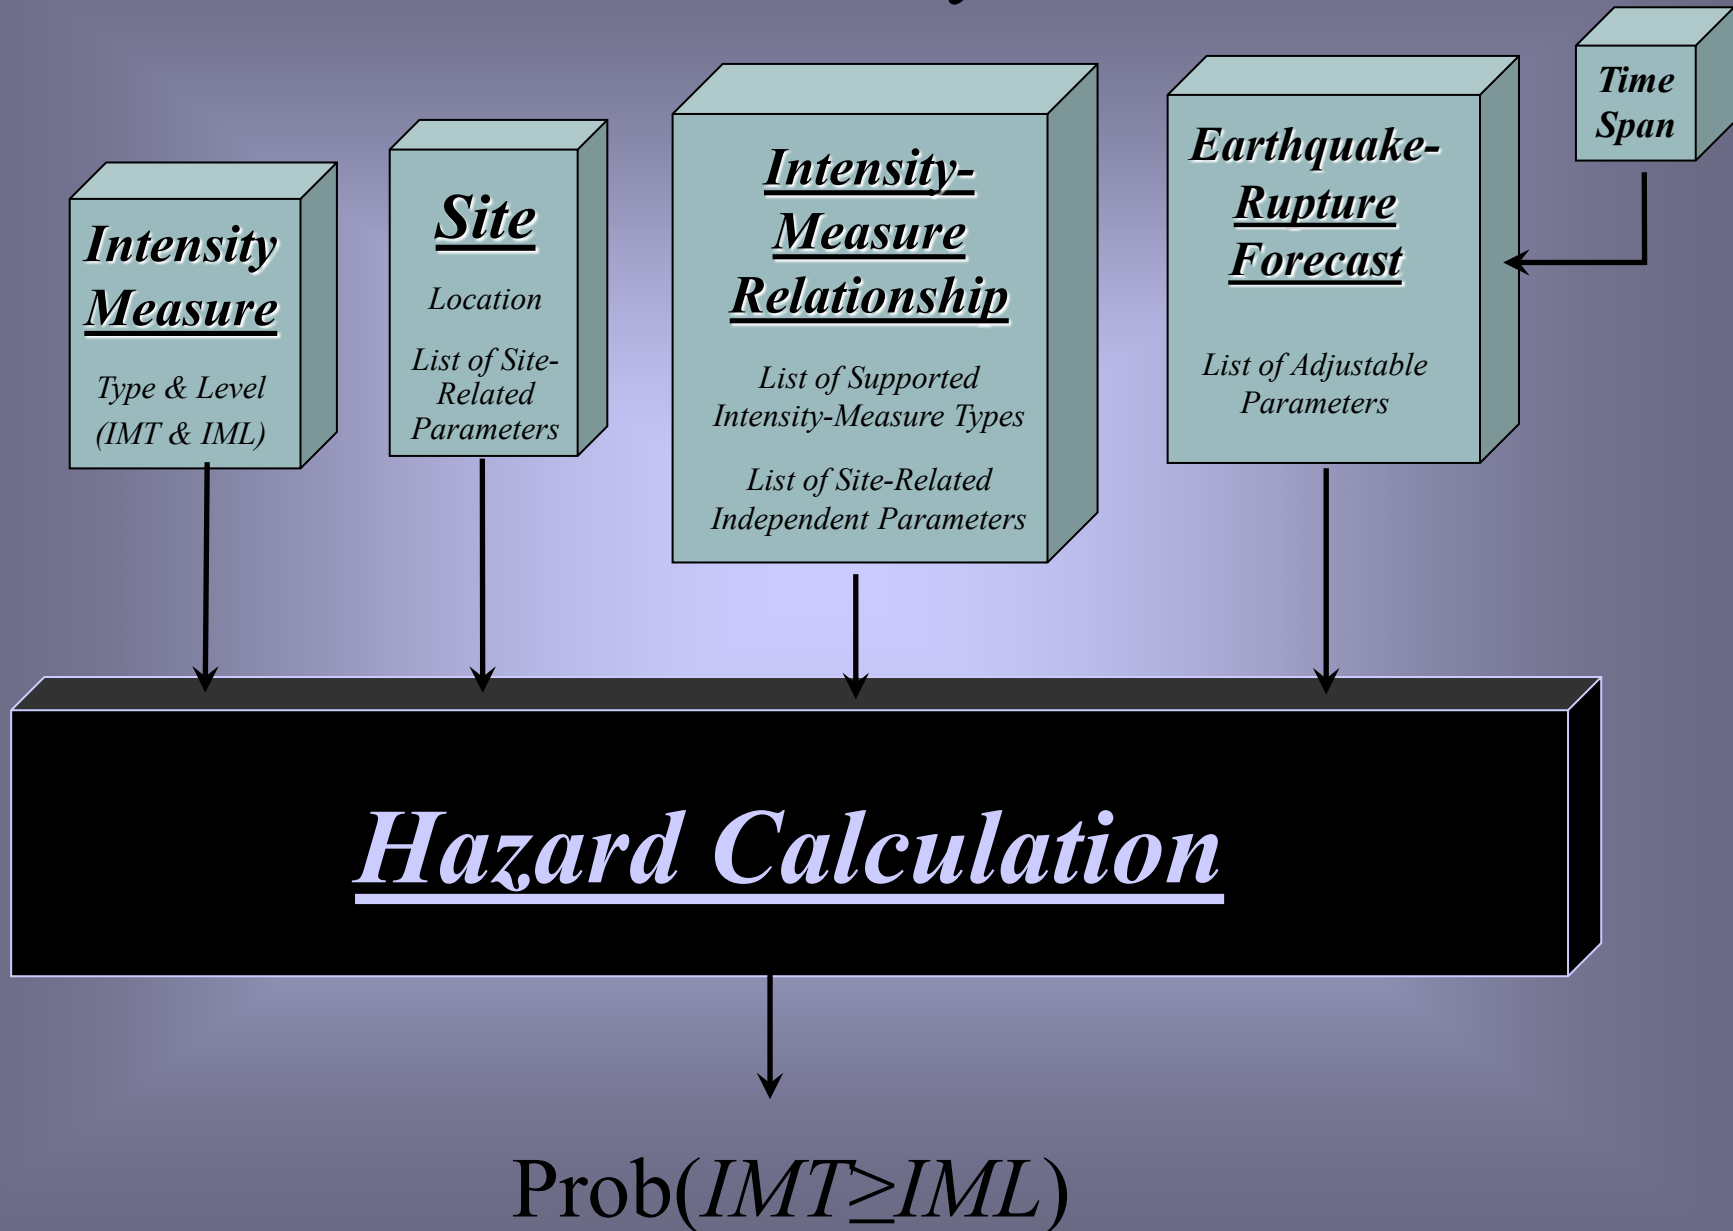 Intensity
Measure
Type & Level
(IMT & IML)
Site
Location
List of Site-
Related
Parameters
Intensity-
Measure
Relationship
List of Supported
Intensity-Measure Types
List of Site-Related
Independent Parameters
Earthquake-
Rupture
Forecast
List of Adjustable
Parameters
Time
Span
Hazard Calculation
Prob(IMT≥IML)